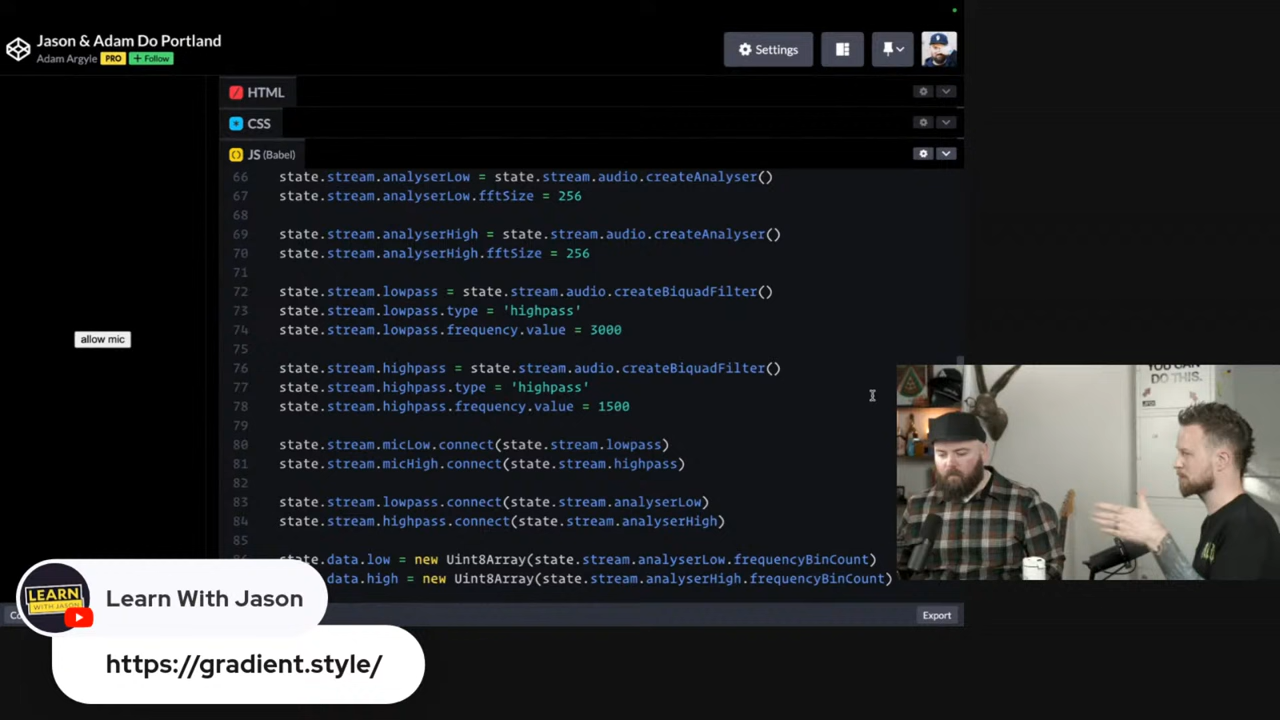 Jason & Adam Do Portland
Adam Argyle PRO + Follow
Settings
HTML
CSS
JS (Babel)
66 state.stream.analyserLow = state.stream.audio.createAnalyser()
67 state.stream.analyserLow.fftSize = 256
68
69 state.stream.analyserHigh = state.stream.audio.createAnalyser()
70 state.stream.analyserHigh.fftSize = 256
71
72 state.stream.lowpass = state.stream.audio.createBiquadFilter()
73 state.stream.lowpass.type = 'highpass'
74 state.stream.lowpass.frequency.value = 3000
75
76 state.stream.highpass = state.stream.audio.createBiquadFilter()
77 state.stream.highpass.type = 'highpass'
78 state.stream.highpass.frequency.value = 1500
79
80 state.stream.micLow.connect(state.stream.lowpass)
81 state.stream.micHigh.connect(state.stream.highpass)
82
83 state.stream.lowpass.connect(state.stream.analyserLow)
84 state.stream.highpass.connect(state.stream.analyserHigh)
85
state.data.low = new Uint8Array(state.stream.analyserLow.frequencyBinCount)
data.high = new Uint8Array(state.stream.analyserHigh.frequencyBinCount)
allow mic
YOU CAN
DO THIS.
Export
LEARN
WITH JASON
Learn With Jason
https://gradient.style/